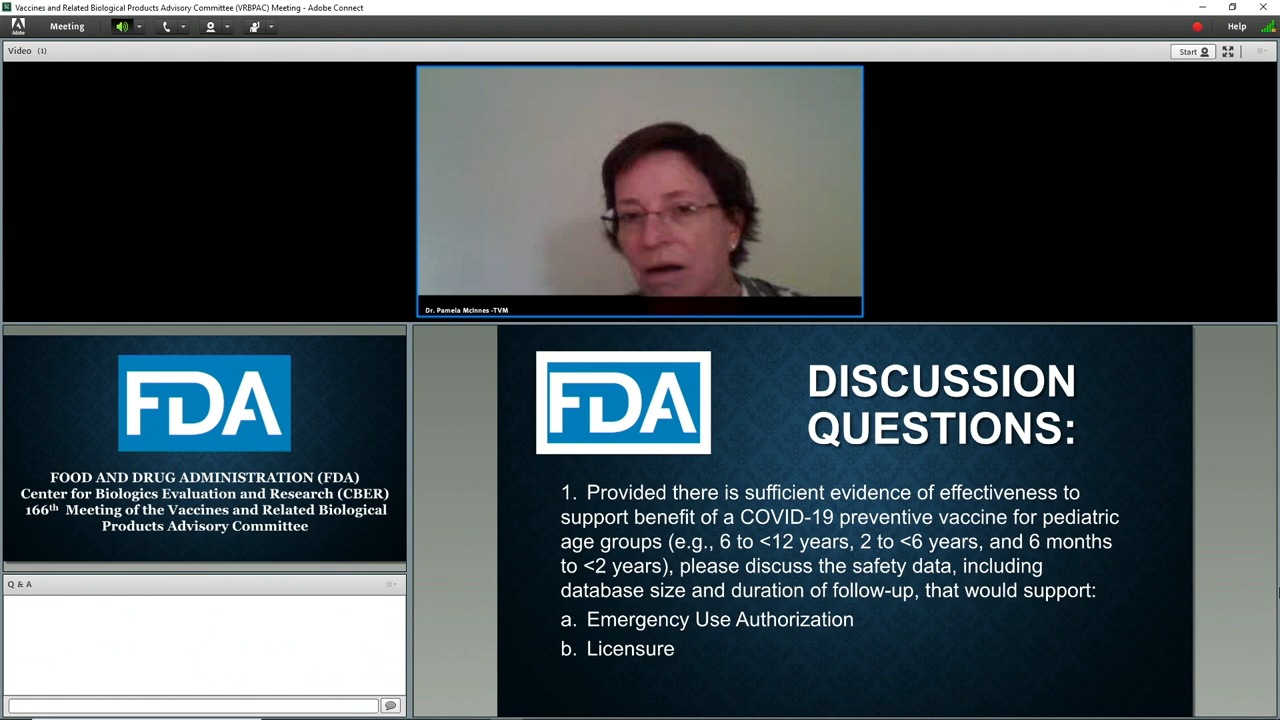 Vaccines and Related Biological Products Advisory Committee (VRBPAC) Meeting - Adobe Connect
Adobe
Meeting
Help
Video (1)
Start
Dr. Pamela McInnes -TVM
FDA
FOOD AND DRUG ADMINISTRATION (FDA)
Center for Biologics Evaluation and Research (CBER)
166th Meeting of the Vaccines and Related Biological
Products Advisory Committee
Q & A
FDA
DISCUSSION
QUESTIONS:
1. Provided there is sufficient evidence of effectiveness to
support benefit of a COVID-19 preventive vaccine for pediatric
age groups (e.g., 6 to <12 years, 2 to <6 years, and 6 months
to <2 years), please discuss the safety data, including
database size and duration of follow-up, that would support:
a. Emergency Use Authorization
b. Licensure